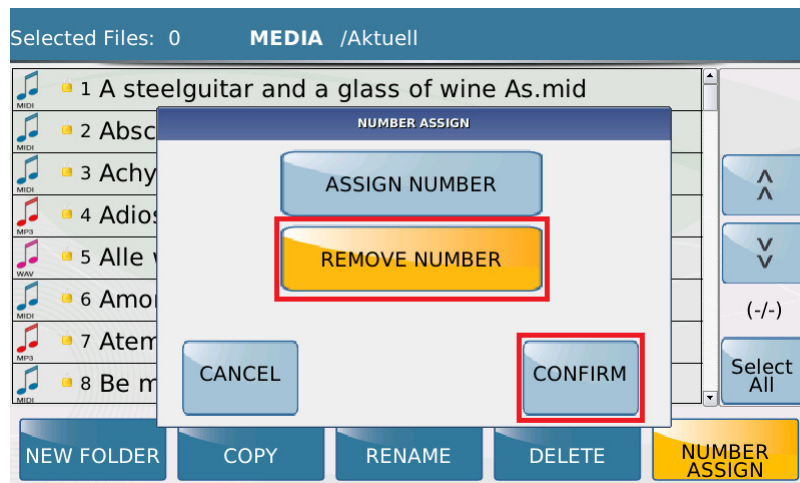 Selected Files: 0 MEDIA /Aktuell
MIDI 1 A steelguitar and a glass of wine As.mid
MIDI 2 Absc
MIDI 3 Achy
MP3 4 Adios
WAV 5 Alle
MIDI 6 Amo
MP3 7 Atem
MIDI 8 Be m
NUMBER ASSIGN
ASSIGN NUMBER
REMOVE NUMBER
CANCEL
CONFIRM
(-/-)
Select
All
NEW FOLDER
COPY
RENAME
DELETE
NUMBER
ASSIGN